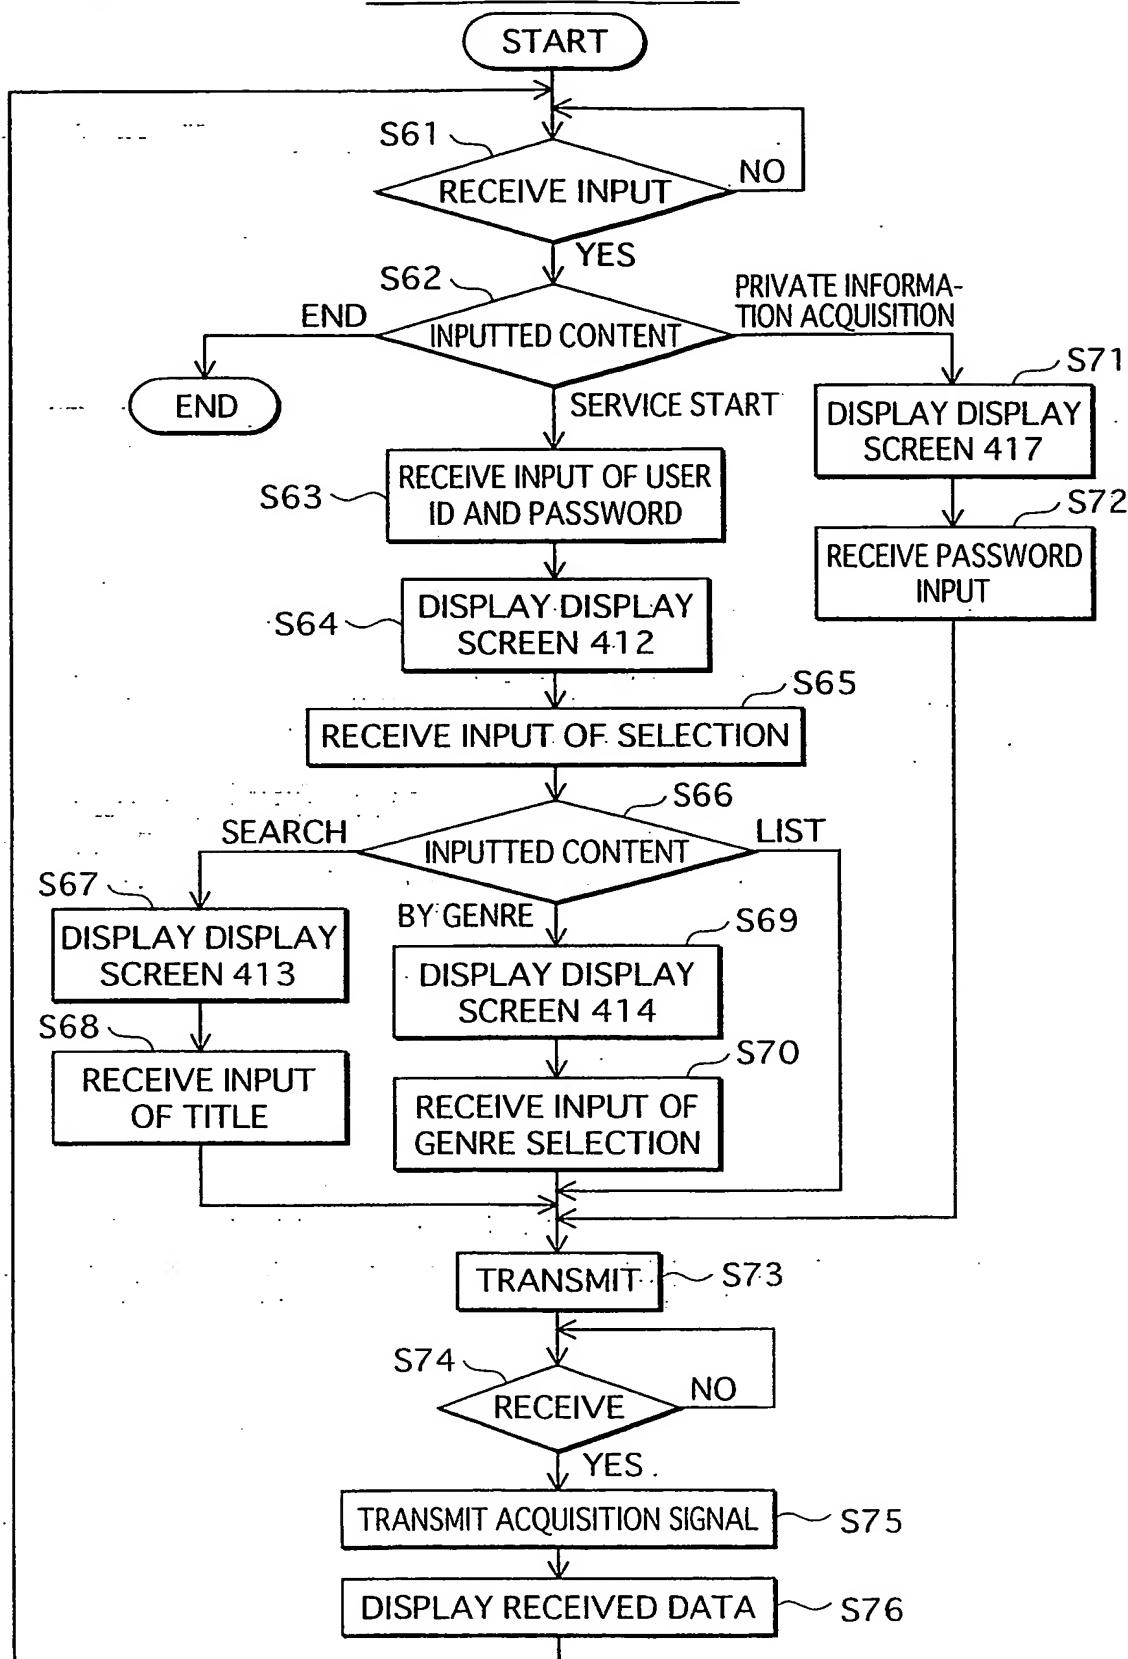 START
S61
RECEIVE INPUT
NO
YES
S62
INPUTTED CONTENT
END
PRIVATE INFORMA-
TION ACQUISITION
END
SERVICE START
S71
DISPLAY DISPLAY
SCREEN 417
S63
RECEIVE INPUT OF USER
ID AND PASSWORD
S72
RECEIVE PASSWORD
INPUT
S64
DISPLAY DISPLAY
SCREEN 412
S65
RECEIVE INPUT OF SELECTION
S66
INPUTTED CONTENT
SEARCH
LIST
BY GENRE
S67
DISPLAY DISPLAY
SCREEN 413
S69
DISPLAY DISPLAY
SCREEN 414
S68
RECEIVE INPUT
OF TITLE
S70
RECEIVE INPUT OF
GENRE SELECTION
TRANSMIT
S73
S74
RECEIVE
NO
YES
TRANSMIT ACQUISITION SIGNAL
S75
DISPLAY RECEIVED DATA
S76